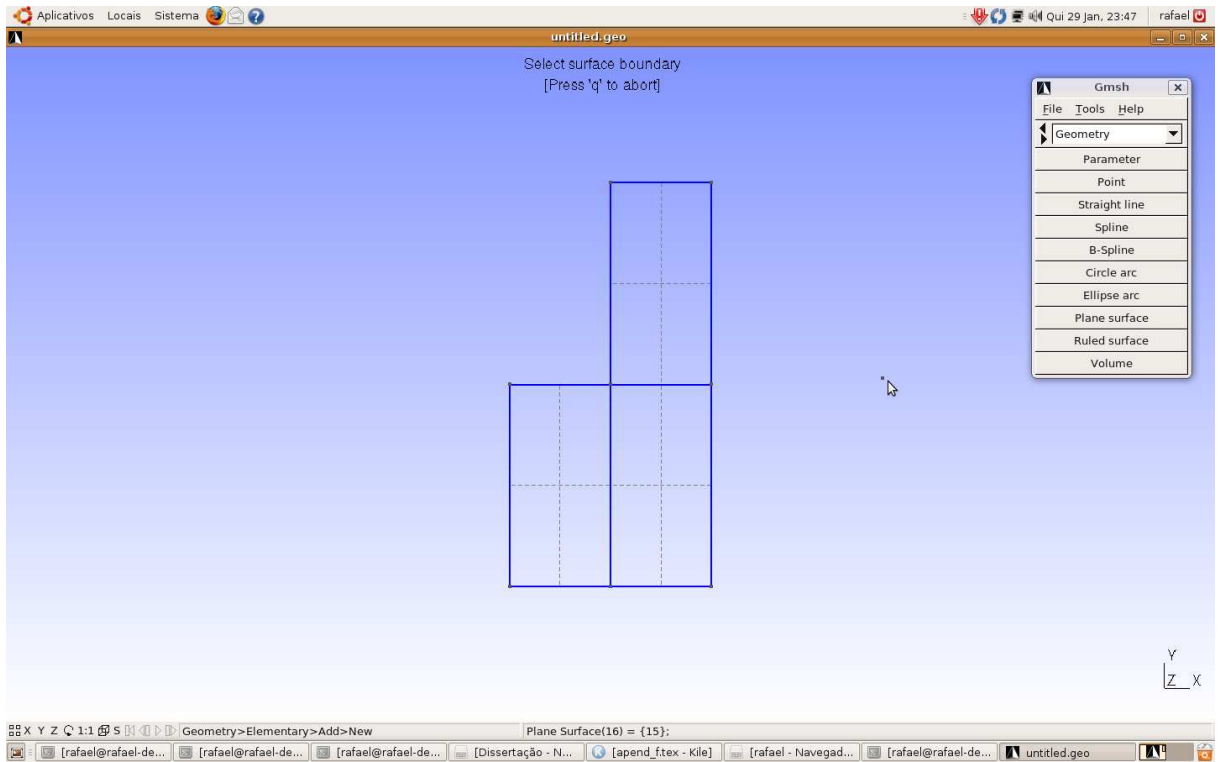 Aplicativos Locais Sistema
Qui 29 Jan, 23:47 rafael
untitled.geo
Select surface boundary
[Press 'q' to abort]
Gmsh
File Tools Help
Geometry
Parameter
Point
Straight line
Spline
B-Spline
Circle arc
Ellipse arc
Plane surface
Ruled surface
Volume
Y
Z X
X Y Z 1:1 S Geometry>Elementary>Add>New Plane Surface(16) = {15};
[rafael@rafael-de... [rafael@rafael-de... [rafael@rafael-de... [Dissertação - N... [apend_f.tex - Kile] [rafael - Navegad... [rafael@rafael-de... untitled.geo